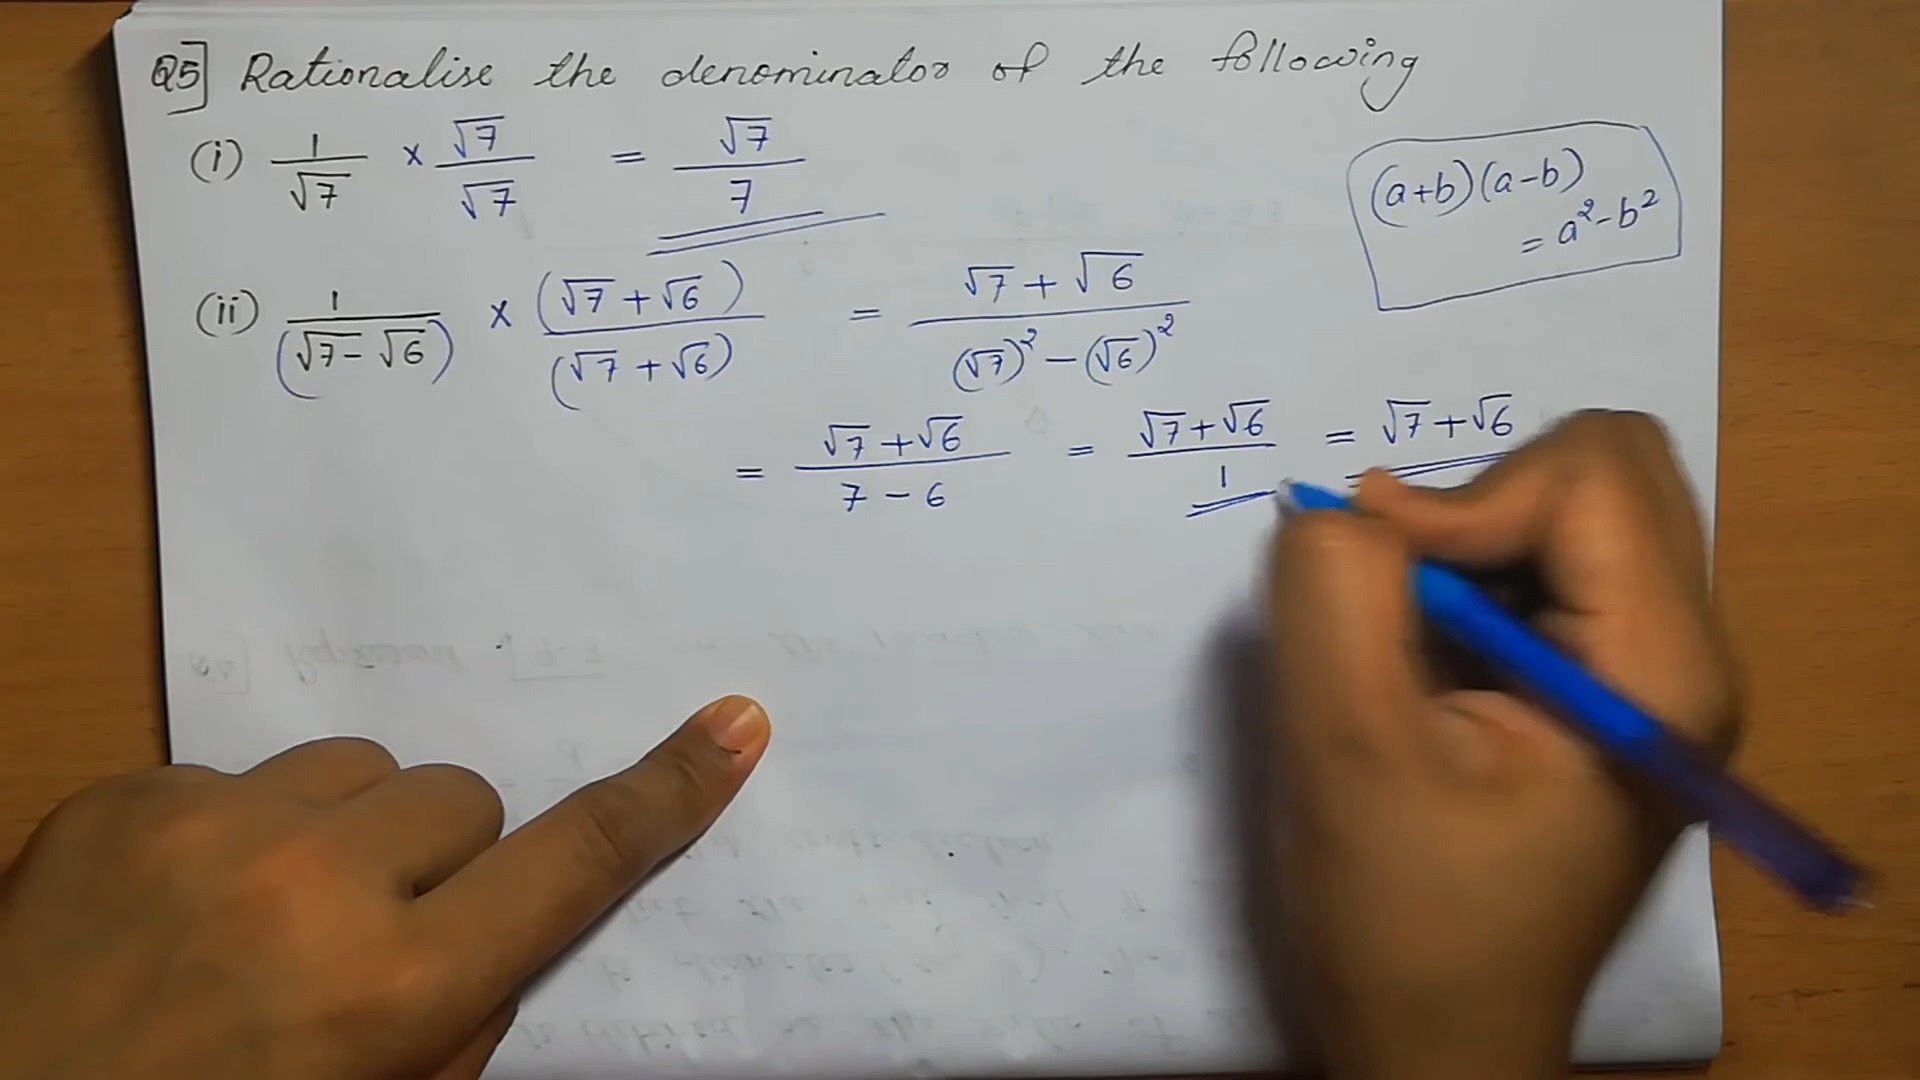 Q5] Rationalise the denominator of the following
(i) 1/√7 × √7/√7 = √7/7
(a+b)(a-b)
= a²-b²
(ii) 1/(√7-√6) × (√7+√6)/(√7+√6) = √7+√6/(√7)²-(√6)²
= √7+√6/7-6 = √7+√6/1 = √7+√6